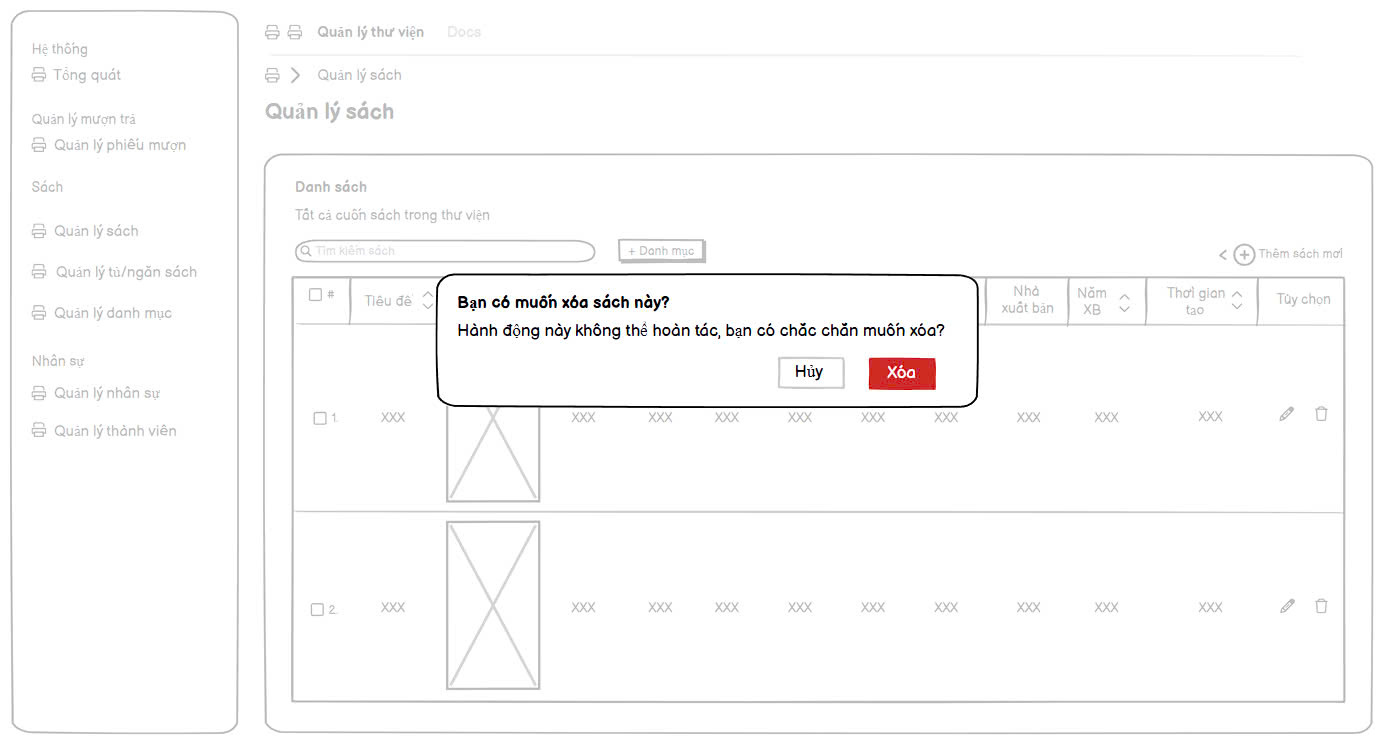 Hệ thống
Tổng quát
Quản lý mượn trả
Quản lý phiếu mượn
Sách
Quản lý sách
Quản lý tủ/ngăn sách
Quản lý danh mục
Nhân sự
Quản lý nhân sự
Quản lý thành viên
Quản lý thư viện Docs
Quản lý sách
Quản lý sách
Danh sách
Tất cả cuốn sách trong thư viện
Tìm kiếm sách
+ Danh mục
Thêm sách mới
# Tiêu đề Nhà xuất bản Năm XB Thời gian tạo Tùy chọn
Bạn có muốn xóa sách này?
Hành động này không thể hoàn tác, bạn có chắc chắn muốn xóa?
Hủy Xóa
1. XXX XXX XXX XXX XXX XXX XXX XXX XXX XXX
2. XXX XXX XXX XXX XXX XXX XXX XXX XXX XXX